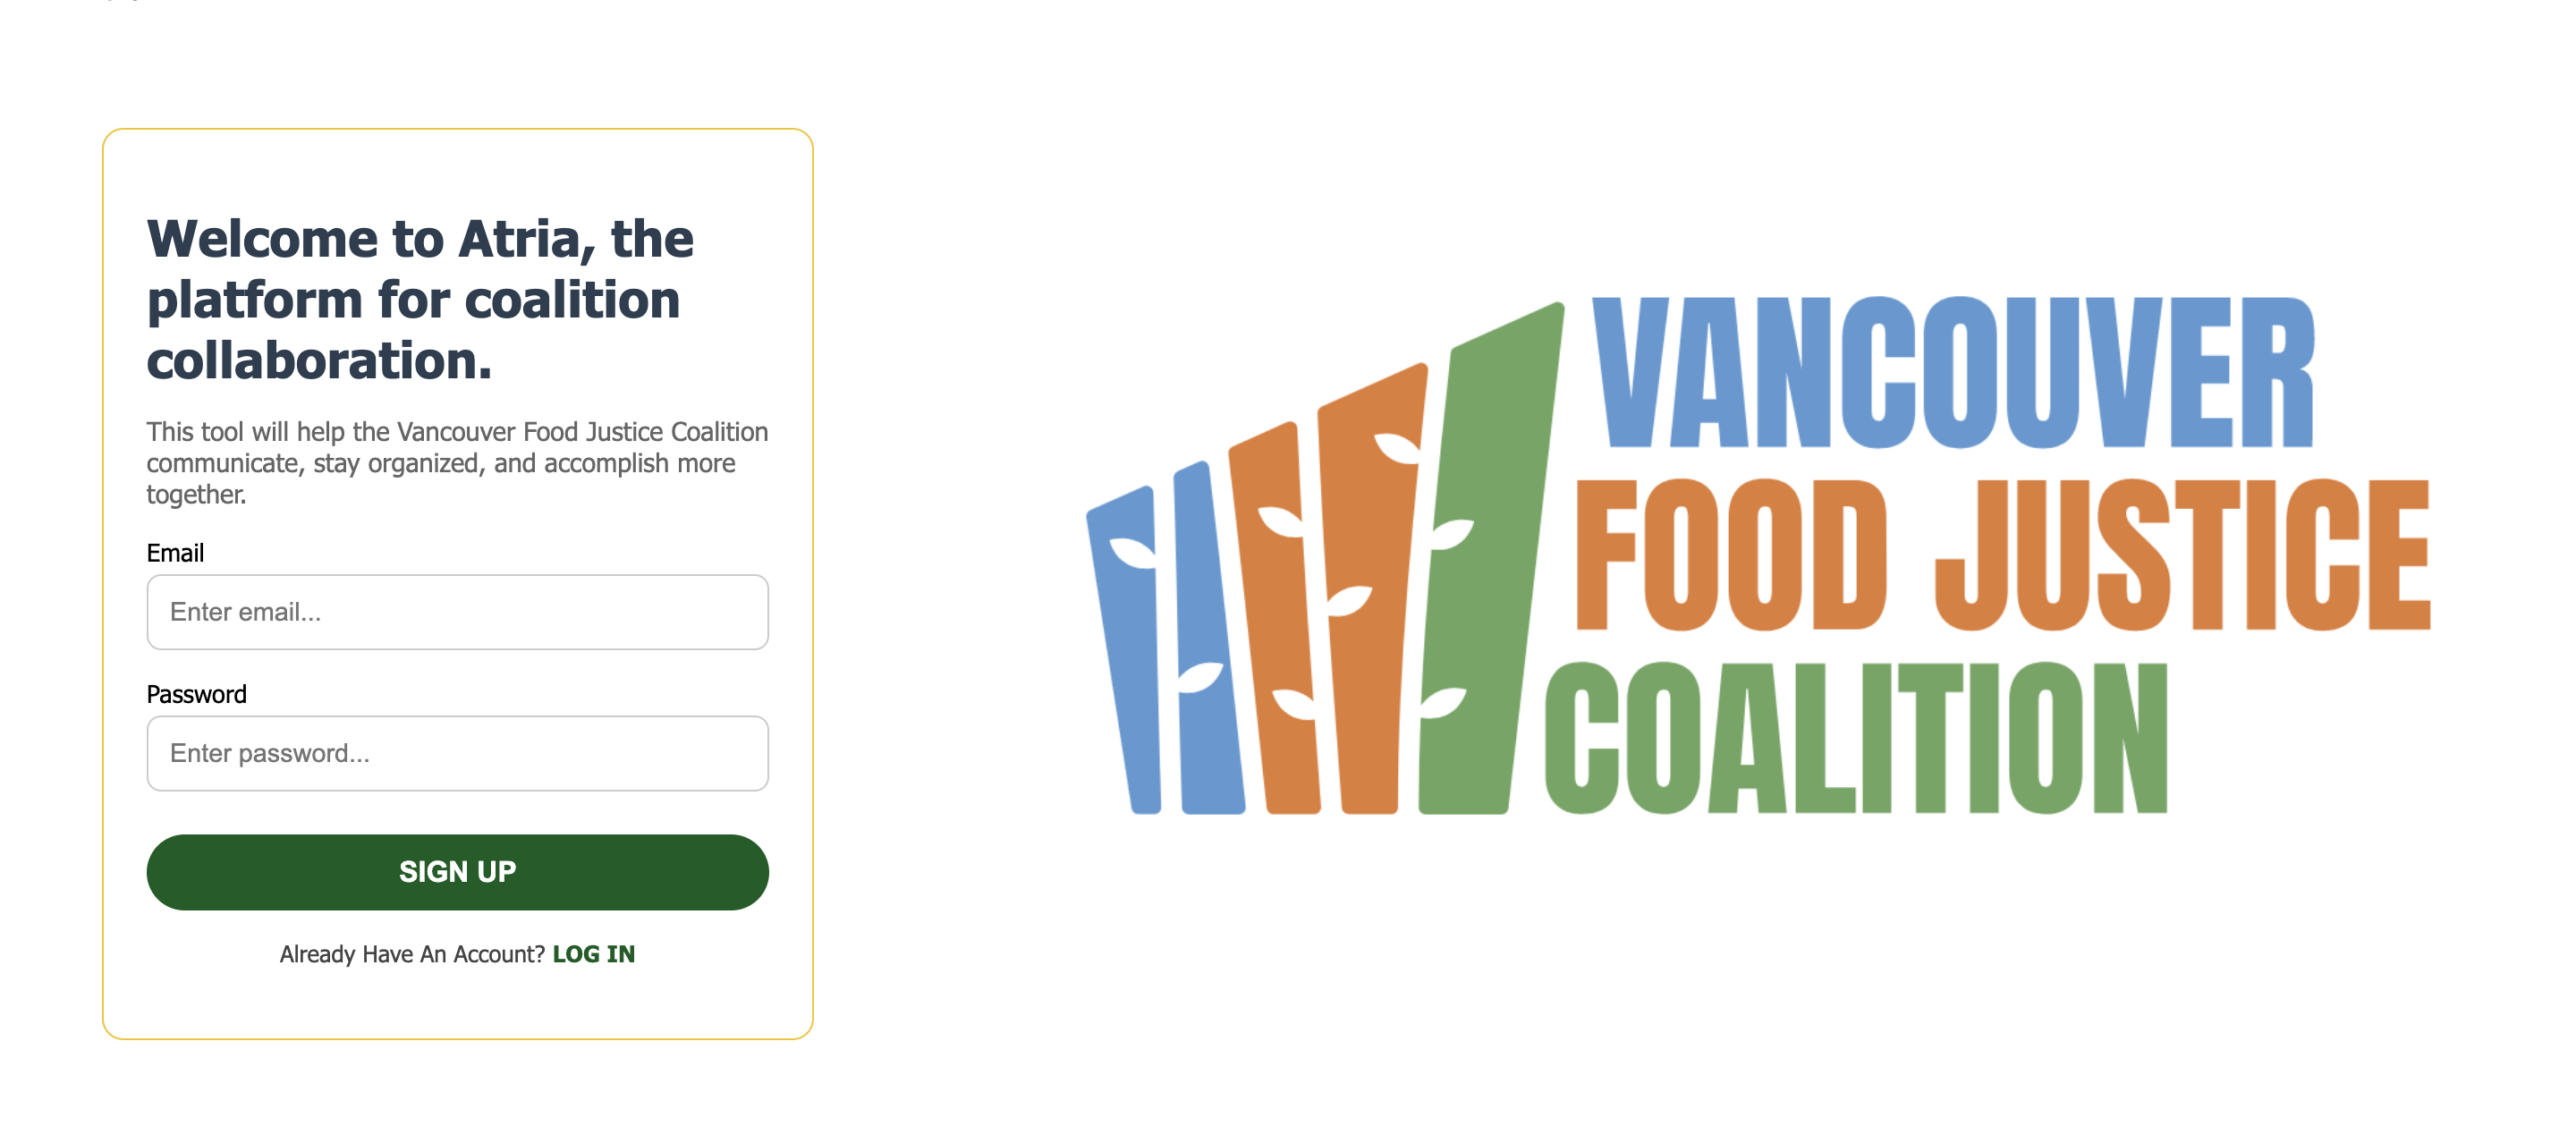 Welcome to Atria, the
platform for coalition
collaboration.
This tool will help the Vancouver Food Justice Coalition
communicate, stay organized, and accomplish more
together.
Email
Enter email...
Password
Enter password...
SIGN UP
Already Have An Account? LOG IN
VANCOUVER
FOOD JUSTICE
COALITION